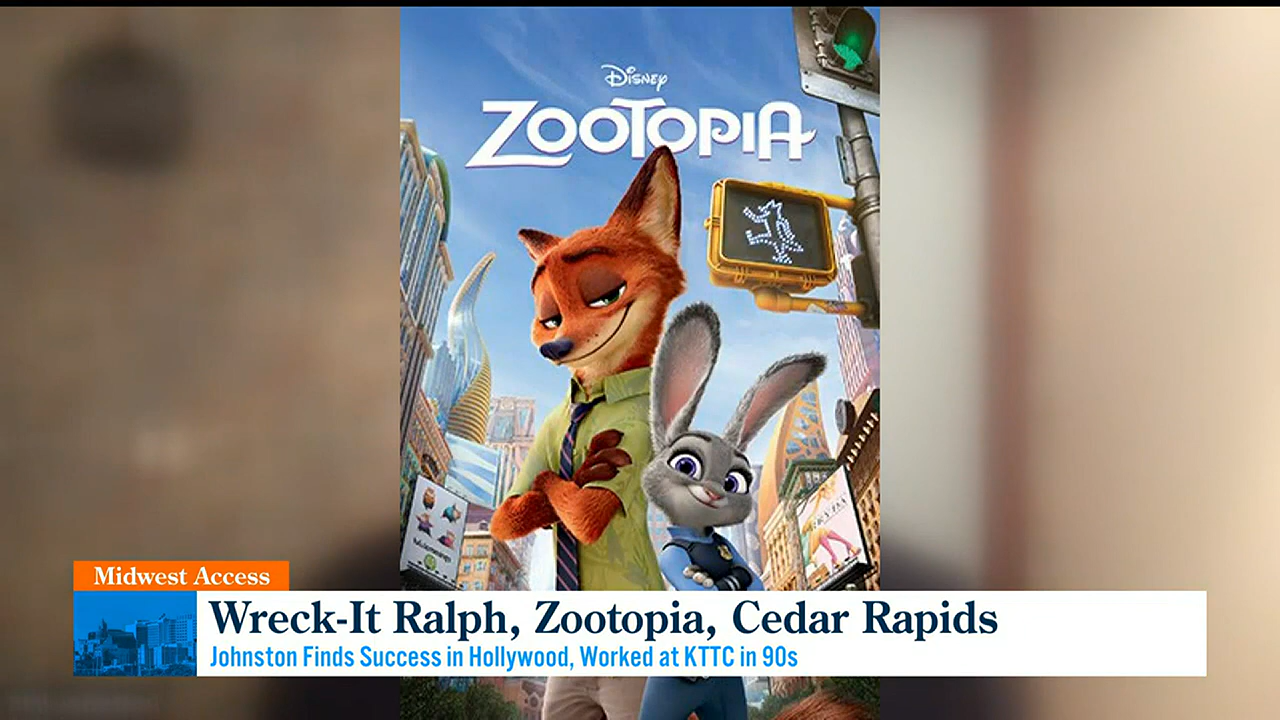 Disney
ZOOTOPIA
Midwest Access
Wreck-It Ralph, Zootopia, Cedar Rapids
Johnston Finds Success in Hollywood, Worked at KTTC in 90s